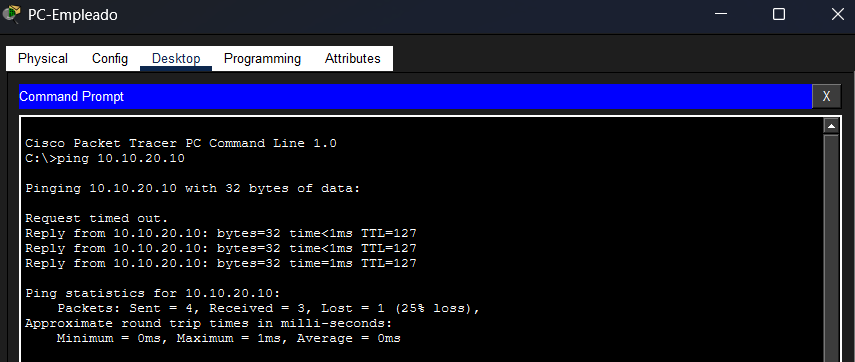 PC-Empleado
Physical Config Desktop Programming Attributes
Command Prompt X
Cisco Packet Tracer PC Command Line 1.0
C:\>ping 10.10.20.10
Pinging 10.10.20.10 with 32 bytes of data:
Request timed out.
Reply from 10.10.20.10: bytes=32 time<1ms TTL=127
Reply from 10.10.20.10: bytes=32 time<1ms TTL=127
Reply from 10.10.20.10: bytes=32 time=1ms TTL=127
Ping statistics for 10.10.20.10:
    Packets: Sent = 4, Received = 3, Lost = 1 (25% loss),
Approximate round trip times in milli-seconds:
    Minimum = 0ms, Maximum = 1ms, Average = 0ms